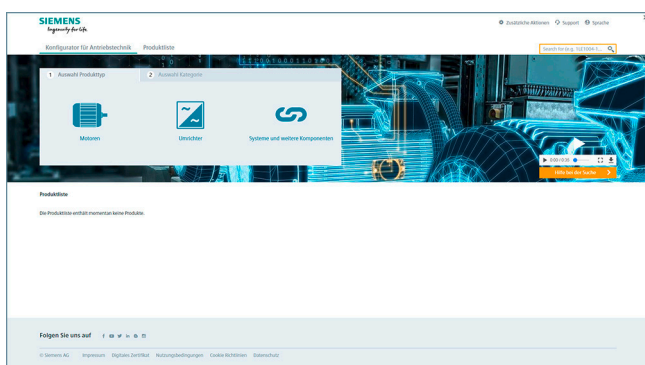 SIEMENS
Ingenuity for life
Zusätzliche Aktionen Support Sprache
Konfigurator für Antriebstechnik Produktliste
Search for (e.g. 1LE1004-1...
1 Auswahl Produkttyp 2 Auswahl Kategorie
Motoren Umrichter Systeme und weitere Komponenten
0:00 / 0:35
Hilfe bei der Suche
Produktliste
Die Produktliste enthält momentan keine Produkte.
Folgen Sie uns auf
© Siemens AG Impressum Digitales Zertifikat Nutzungsbedingungen Cookie Richtlinien Datenschutz